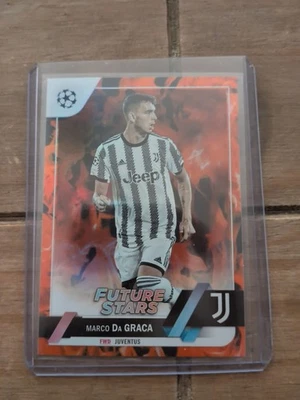 Jeep
FUTURE
STARS
MARCO DA GRACA
FWD JUVENTUS